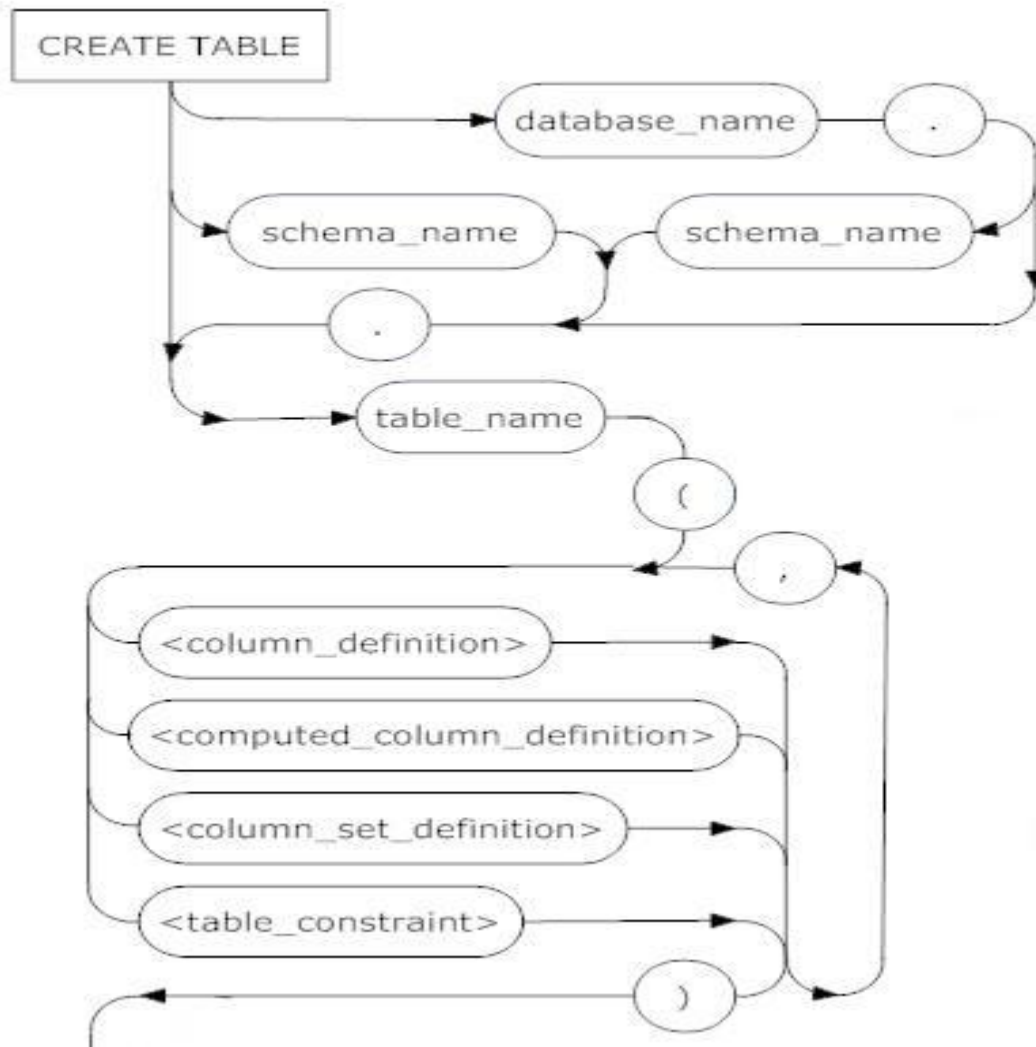 CREATE TABLE
database_name .
schema_name schema_name
.
table_name
(
,
<column_definition>
<computed_column_definition>
<column_set_definition>
<table_constraint>
)